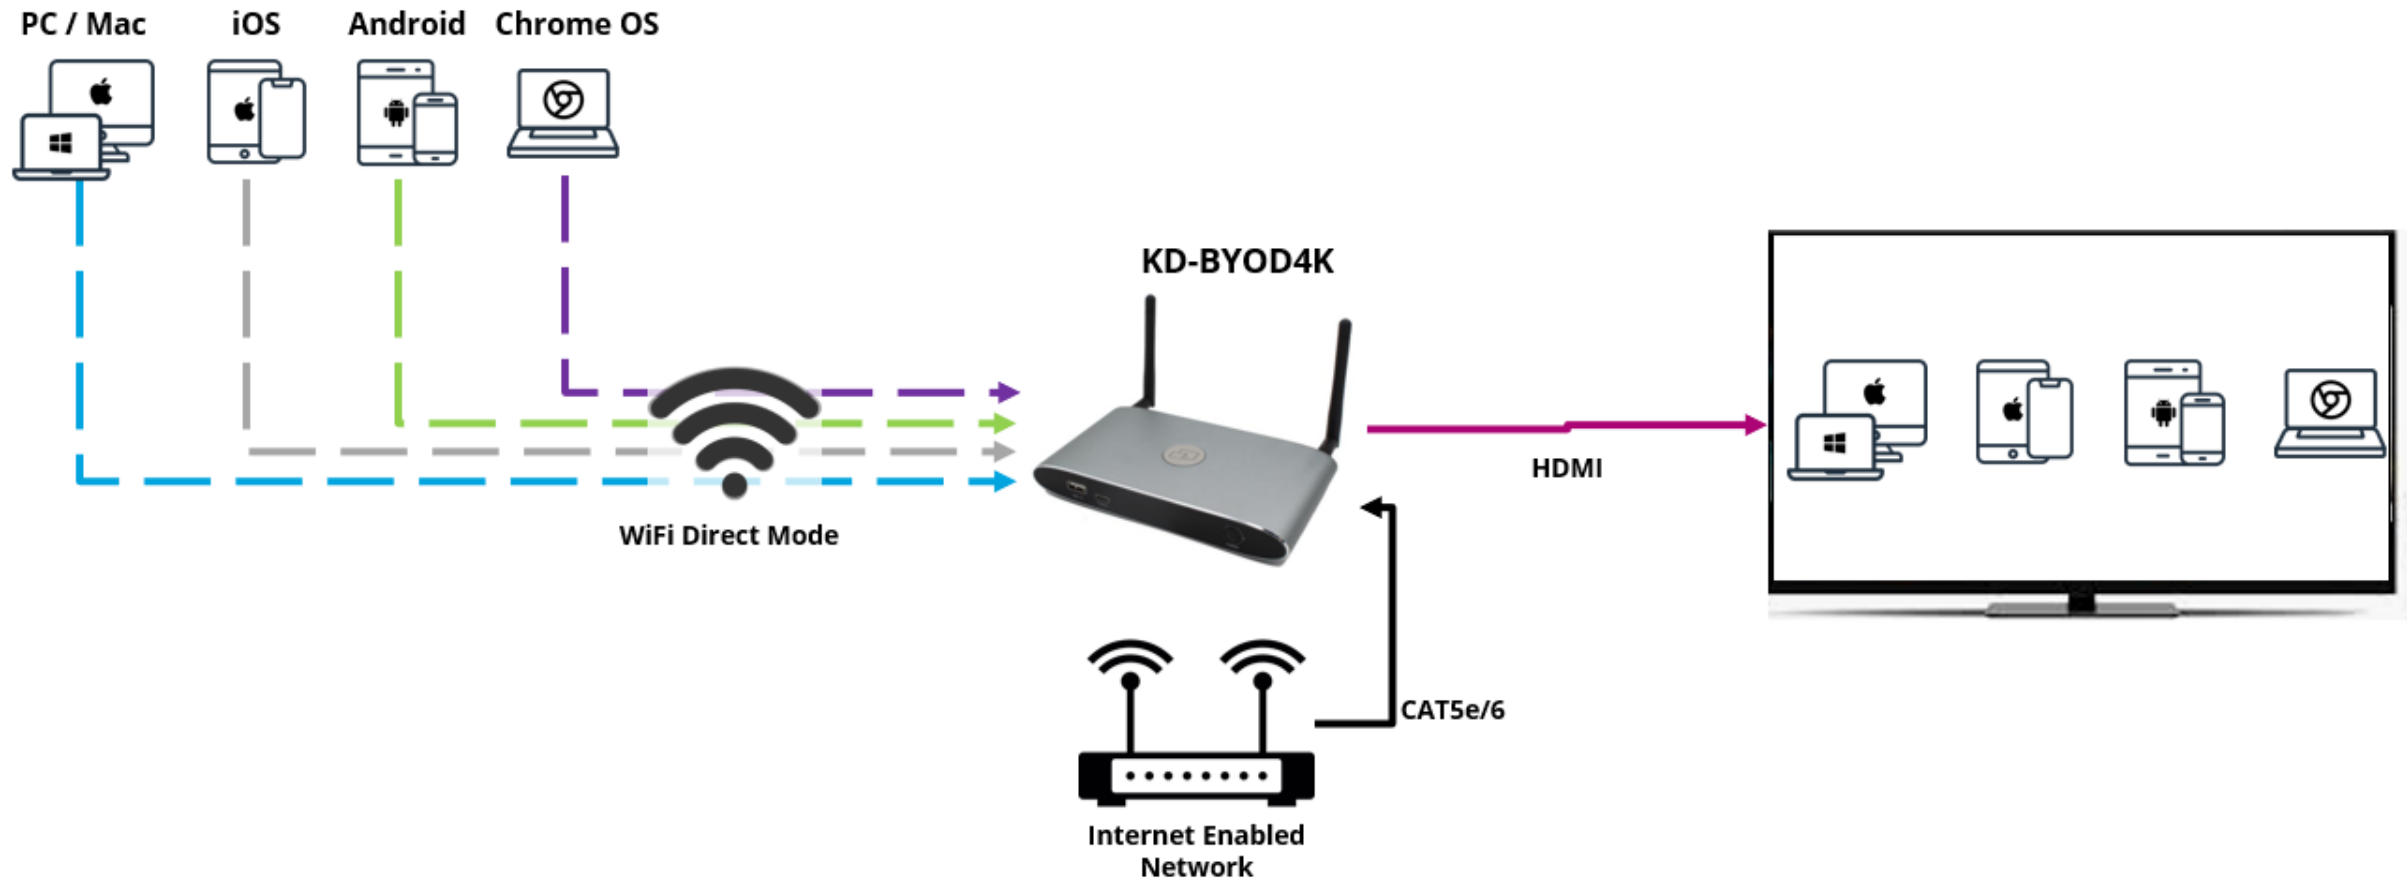 PC / Mac
iOS
Android
Chrome OS
KD-BYOD4K
HDMI
WiFi Direct Mode
CAT5e/6
Internet Enabled
Network